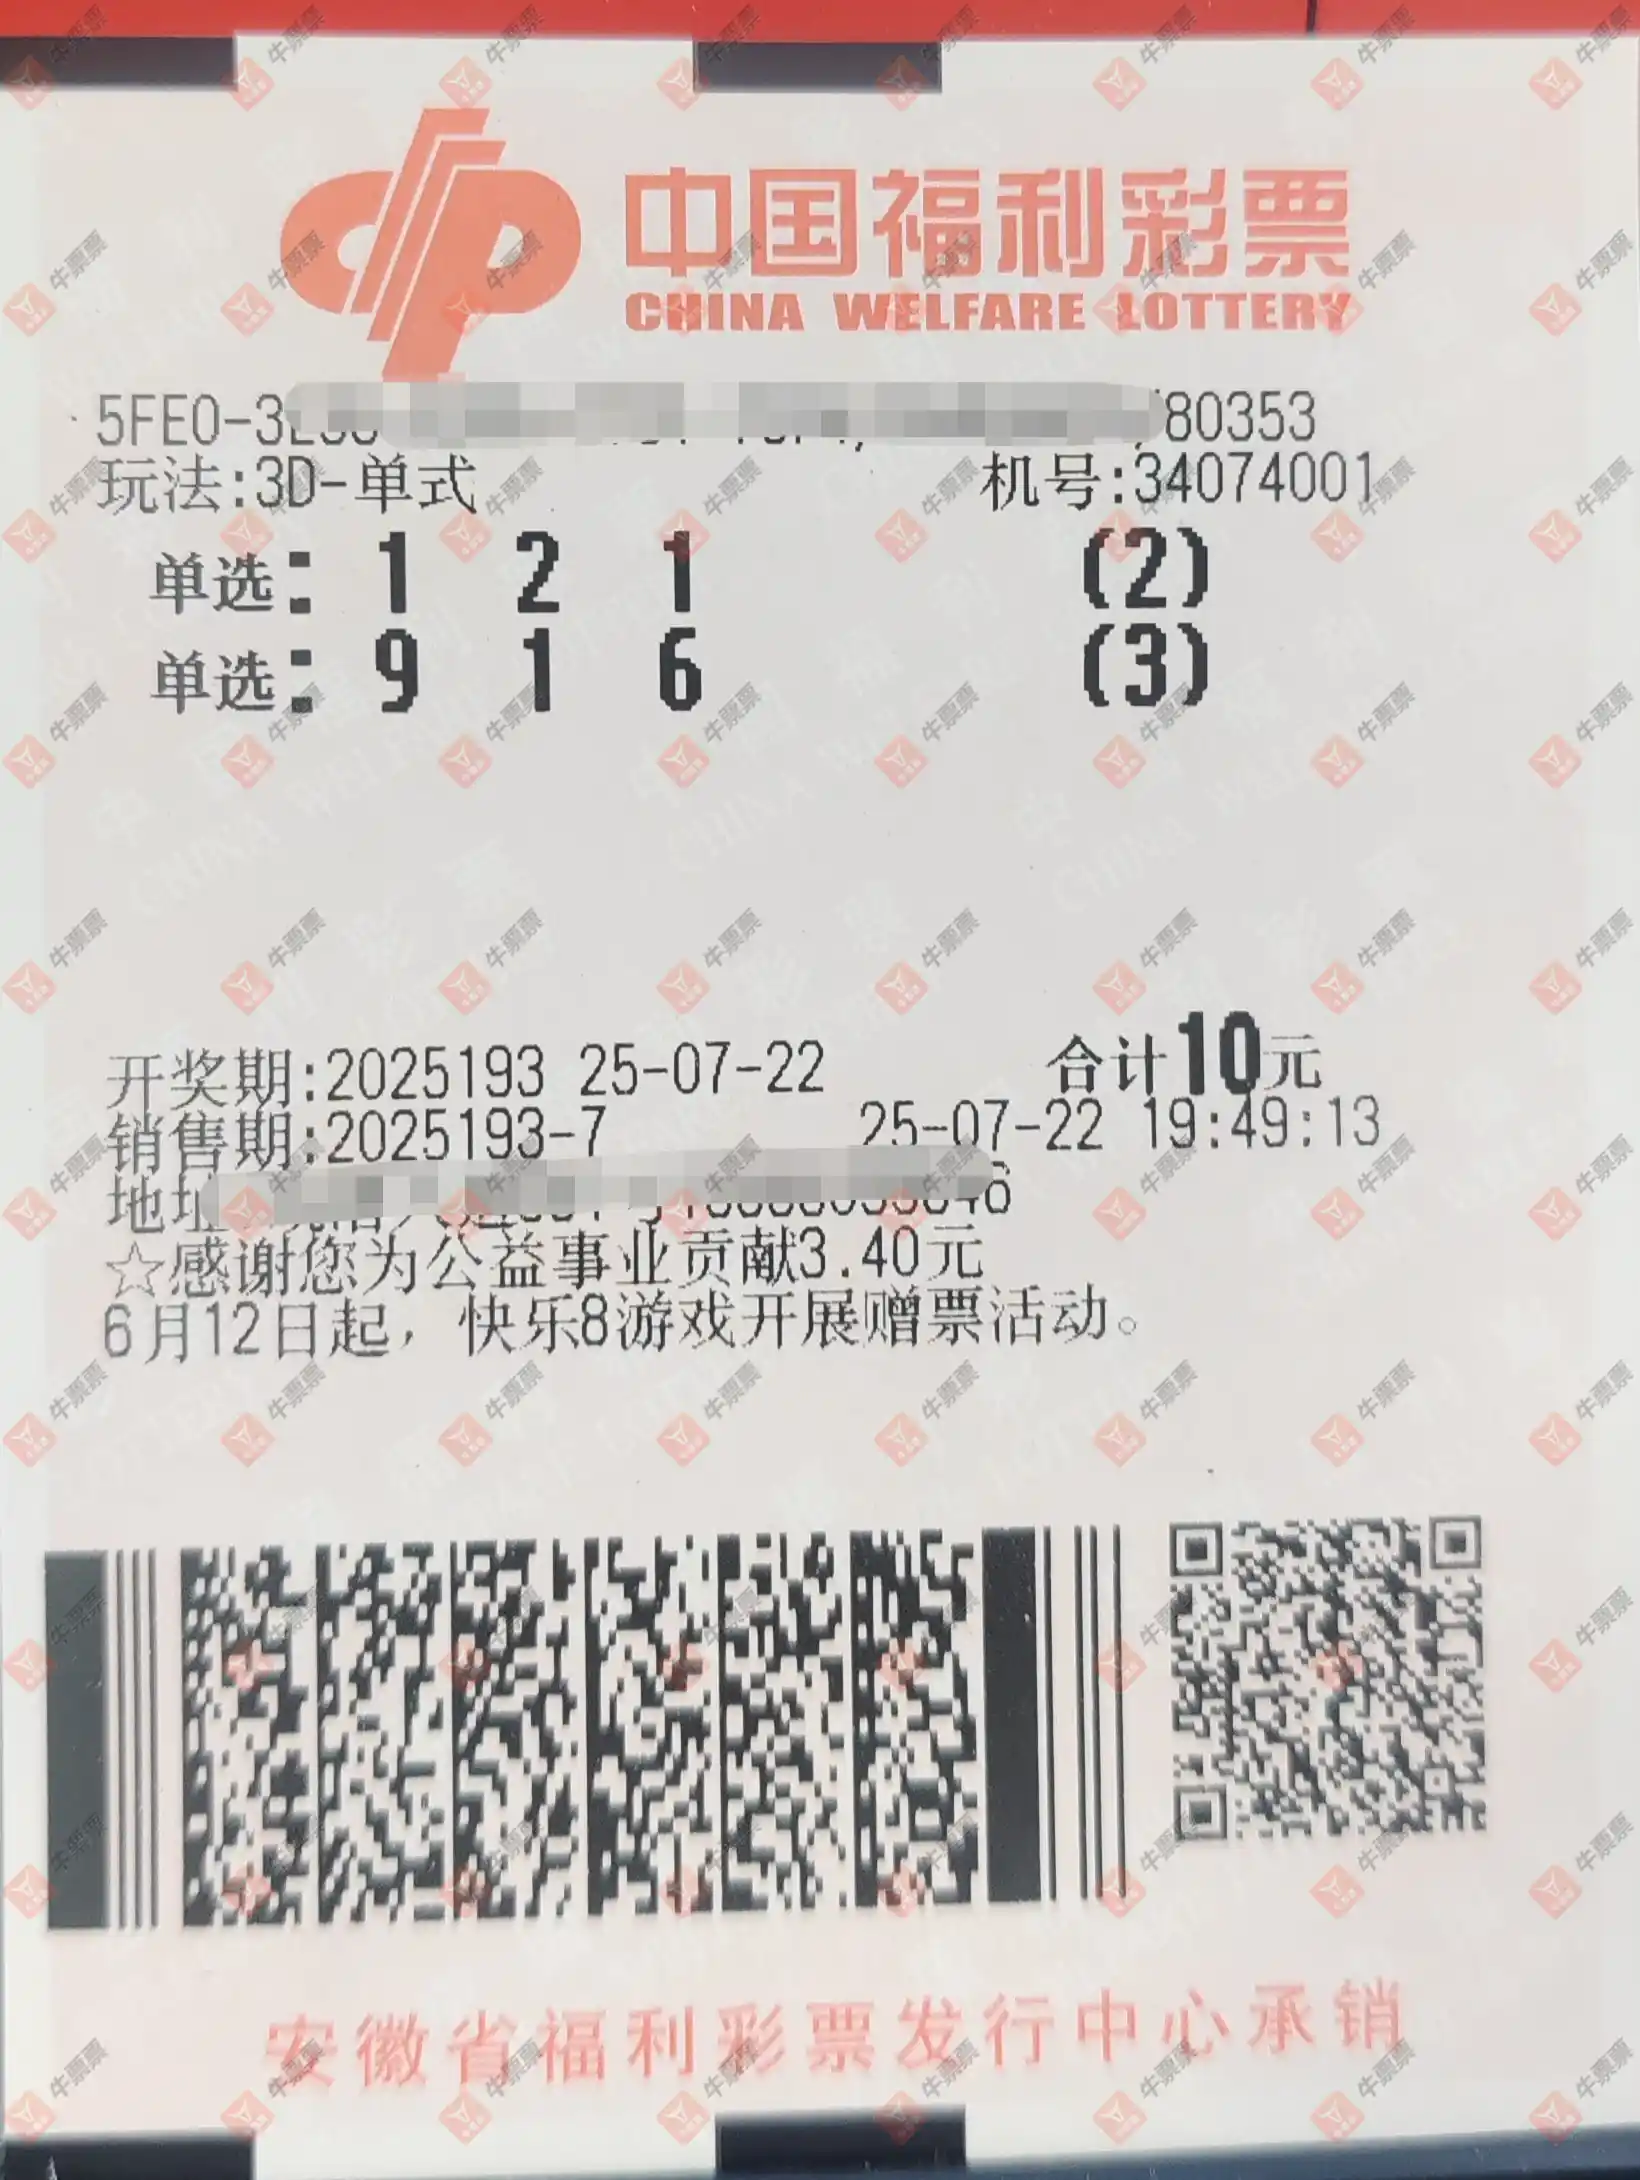 中国福利彩票
CHINA WELFARE LOTTERY
5FE0-3 80353
玩法:3D-单式 机号:34074001
单选: 1 2 1 (2)
单选: 9 1 6 (3)
开奖期:2025193 25-07-22 合计10元
销售期:2025193-7 25-07-22 19:49:13
地址
☆感谢您为公益事业贡献3.40元
6月12日起，快乐8游戏开展赠票活动。
安徽省福利彩票发行中心承销
牛票票